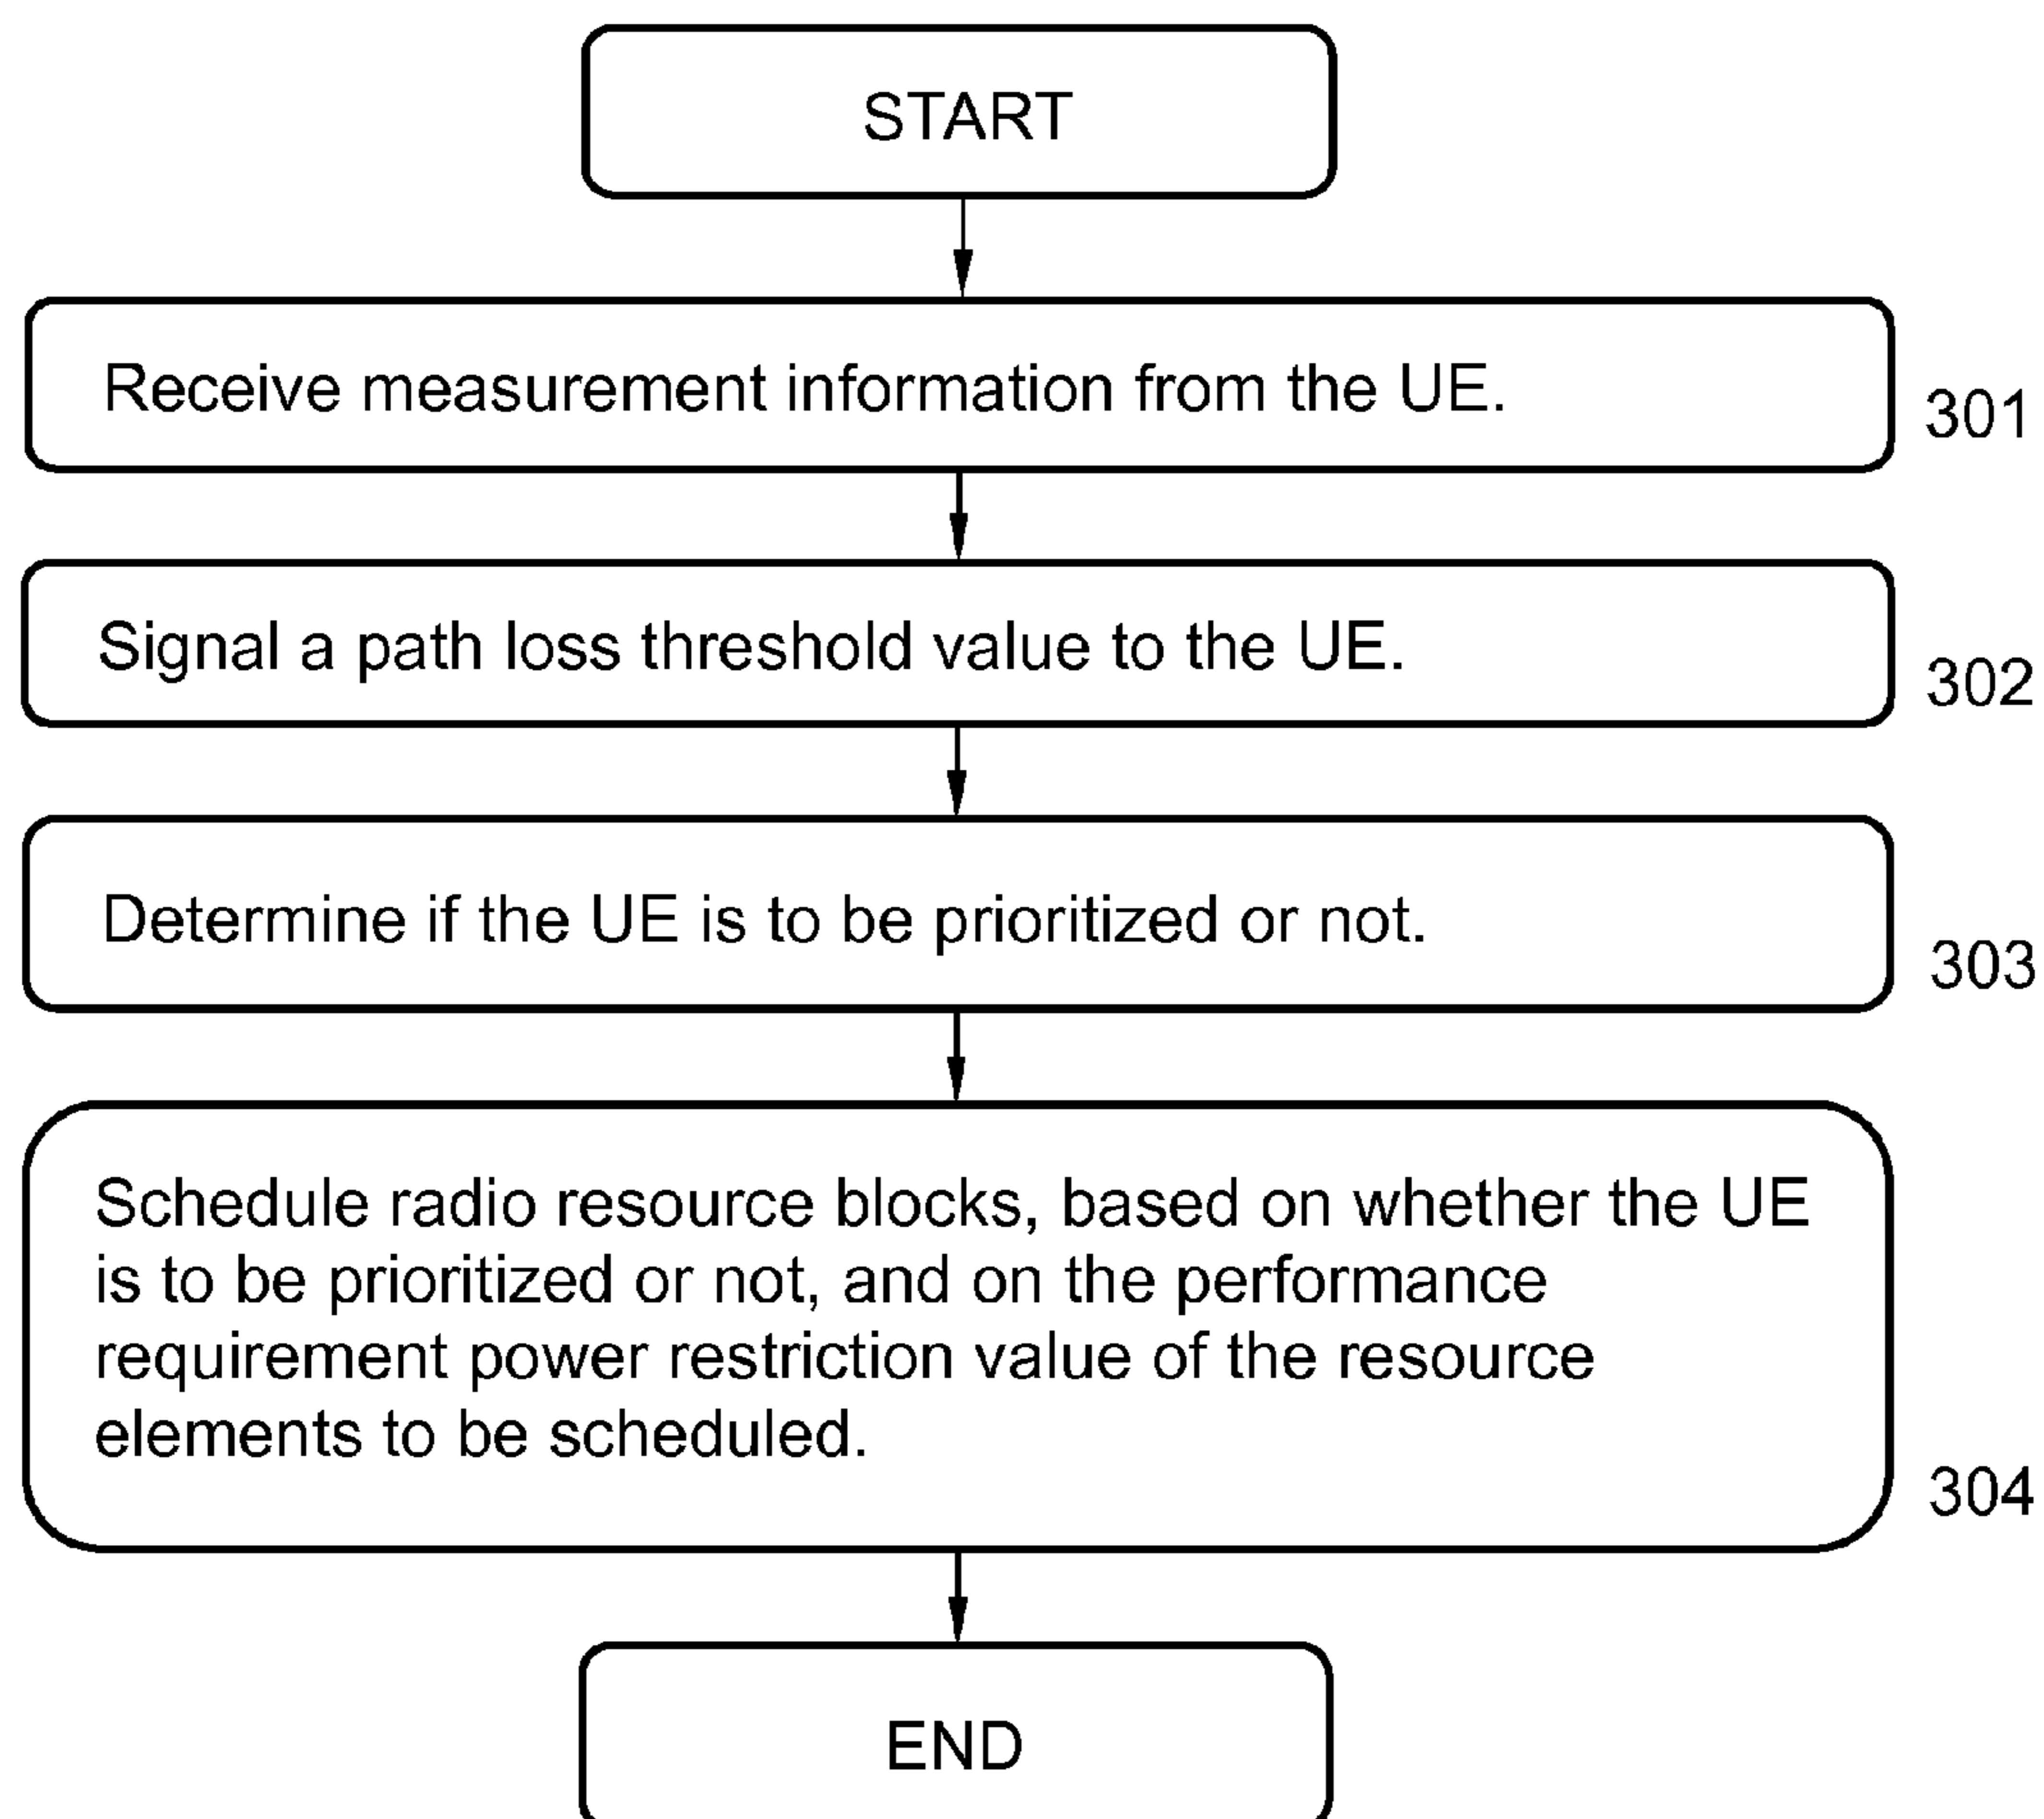 START
Receive measurement information from the UE.
301
Signal a path loss threshold value to the UE.
302
Determine if the UE is to be prioritized or not.
303
Schedule radio resource blocks, based on whether the UE
is to be prioritized or not, and on the performance
requirement power restriction value of the resource
elements to be scheduled.
304
END